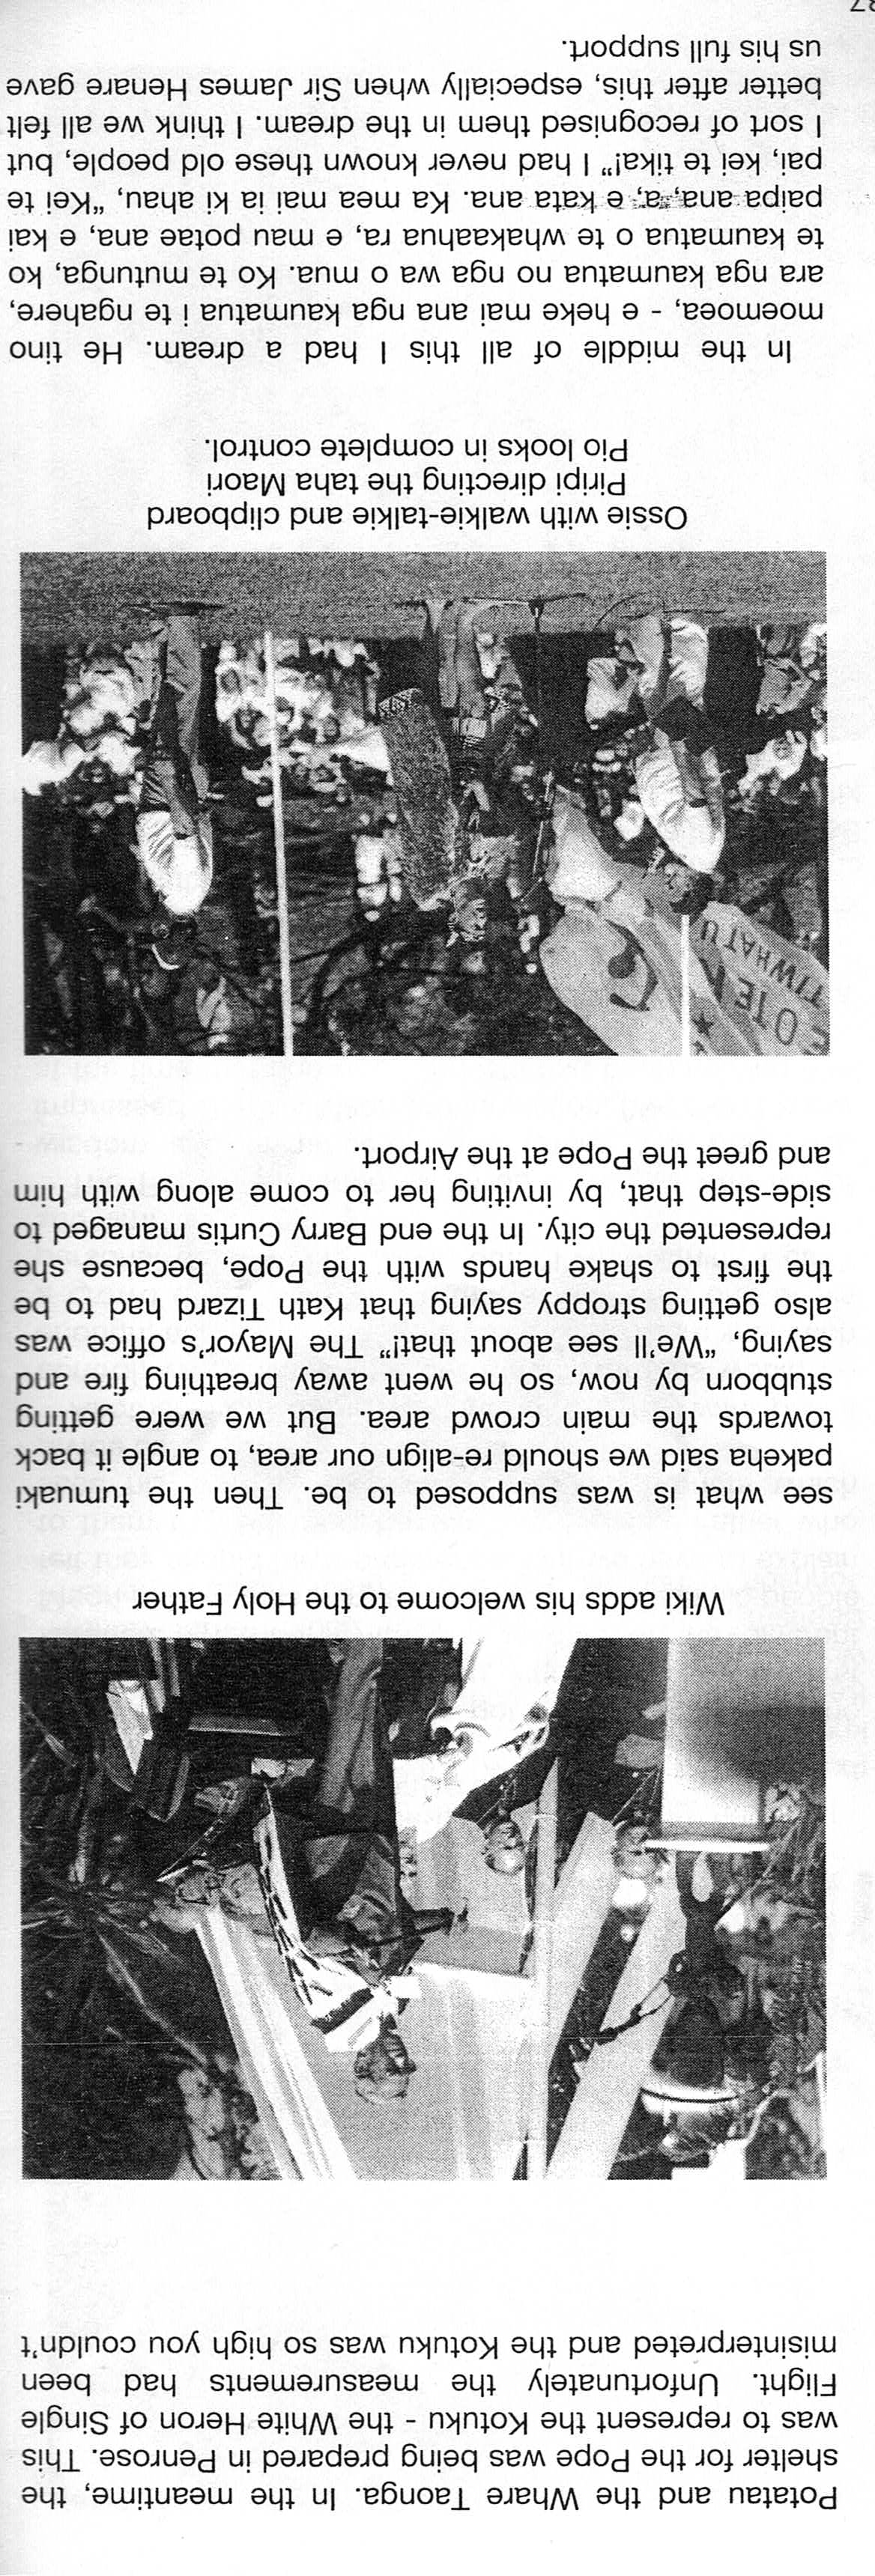 Potatau and the Whare Taonga. In the meantime, the
shelter for the Pope was being prepared in Penrose. This
was to represent the Kotuku - the White Heron of Single
Flight. Unfortunately the measurements had been
misinterpreted and the Kotuku was so high you couldn't
Wiki adds his welcome to the Holy Father
see what is was supposed to be. Then the tumuaki
pakeha said we should re-align our area, to angle it back
towards the main crowd area. But we were getting
stubborn by now, so he went away breathing fire and
saying, “We'll see about that!” The Mayor's office was
also getting stroppy saying that Kath Tizard had to be
the first to shake hands with the Pope, because she
represented the city. In the end Barry Curtis managed to
side-step that, by inviting her to come along with him
and greet the Pope at the Airport.
E O TE
TIWHATU
Ossie with walkie-talkie and clipboard
Piripi directing the taha Maori
Pio looks in complete control.
In the middle of all this I had a dream. He tino
moemoea, - e heke mai ana nga kaumatua i te ngahere,
ara nga kaumatua no nga wa o mua. Ko te mutunga, ko
te kaumatua o te whakaahua ra, e mau potae ana, e kai
paipa ana, a, e kata ana. Ka mea mai ia ki ahau, “Kei te
pai, kei te tika!” I had never known these old people, but
I sort of recognised them in the dream. I think we all felt
better after this, especially when Sir James Henare gave
us his full support.
37